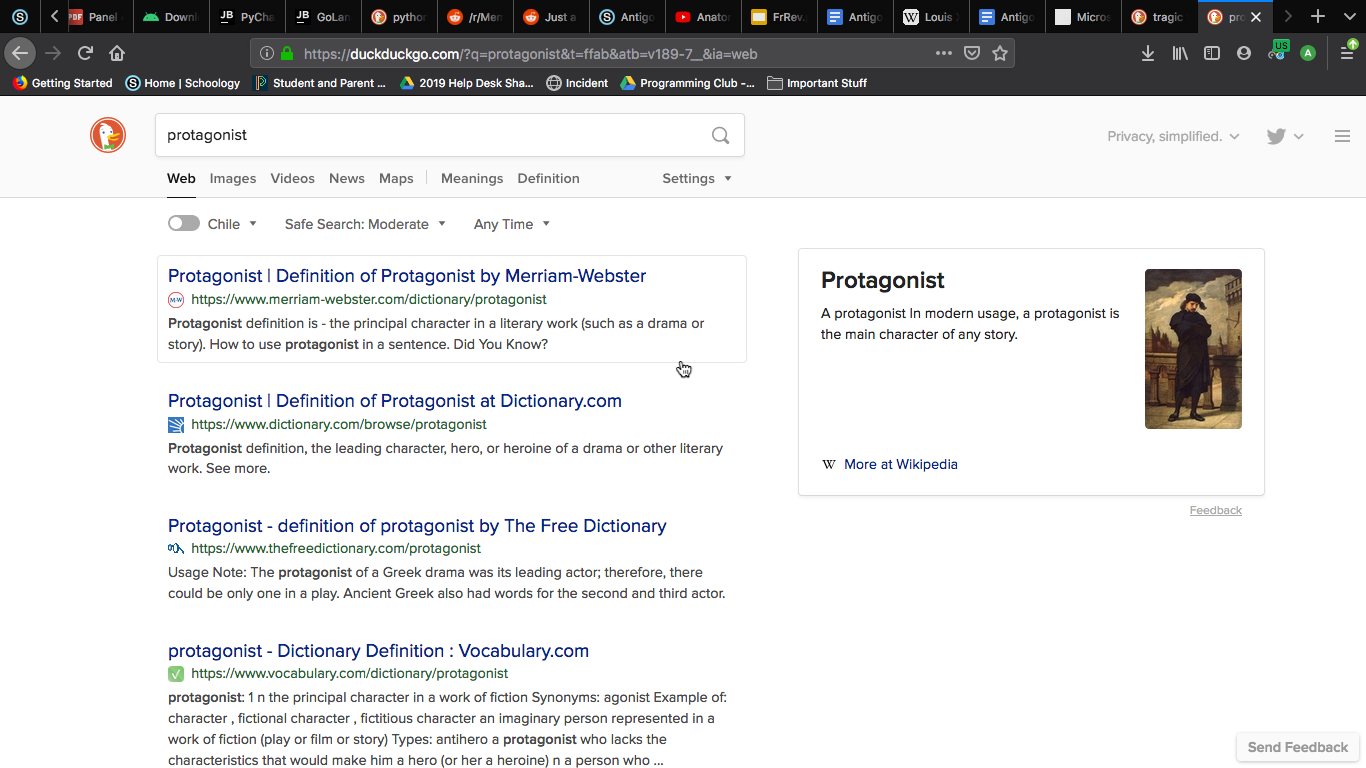 Panel
Downl
JB PyCha
JB GoLan
python
/r/Men
Just a
Antigo
Anator
FrRev.
Antigo
W Louis
Antigo
Micros
tragic
pro
https://duckduckgo.com/?q=protagonist&t=ffab&atb=v189-7__&ia=web
US
A
Getting Started
Home | Schoology
Student and Parent ...
2019 Help Desk Sha...
Incident
Programming Club -...
Important Stuff
protagonist
Privacy, simplified.
Web Images Videos News Maps Meanings Definition Settings
Chile Safe Search: Moderate Any Time
Protagonist | Definition of Protagonist by Merriam-Webster
https://www.merriam-webster.com/dictionary/protagonist
Protagonist definition is - the principal character in a literary work (such as a drama or
story). How to use protagonist in a sentence. Did You Know?
Protagonist | Definition of Protagonist at Dictionary.com
https://www.dictionary.com/browse/protagonist
Protagonist definition, the leading character, hero, or heroine of a drama or other literary
work. See more.
Protagonist - definition of protagonist by The Free Dictionary
https://www.thefreedictionary.com/protagonist
Usage Note: The protagonist of a Greek drama was its leading actor; therefore, there
could be only one in a play. Ancient Greek also had words for the second and third actor.
protagonist - Dictionary Definition : Vocabulary.com
https://www.vocabulary.com/dictionary/protagonist
protagonist: 1 n the principal character in a work of fiction Synonyms: agonist Example of:
character , fictional character , fictitious character an imaginary person represented in a
work of fiction (play or film or story) Types: antihero a protagonist who lacks the
characteristics that would make him a hero (or her a heroine) n a person who ...
Protagonist
A protagonist In modern usage, a protagonist is
the main character of any story.
W More at Wikipedia
Feedback
Send Feedback